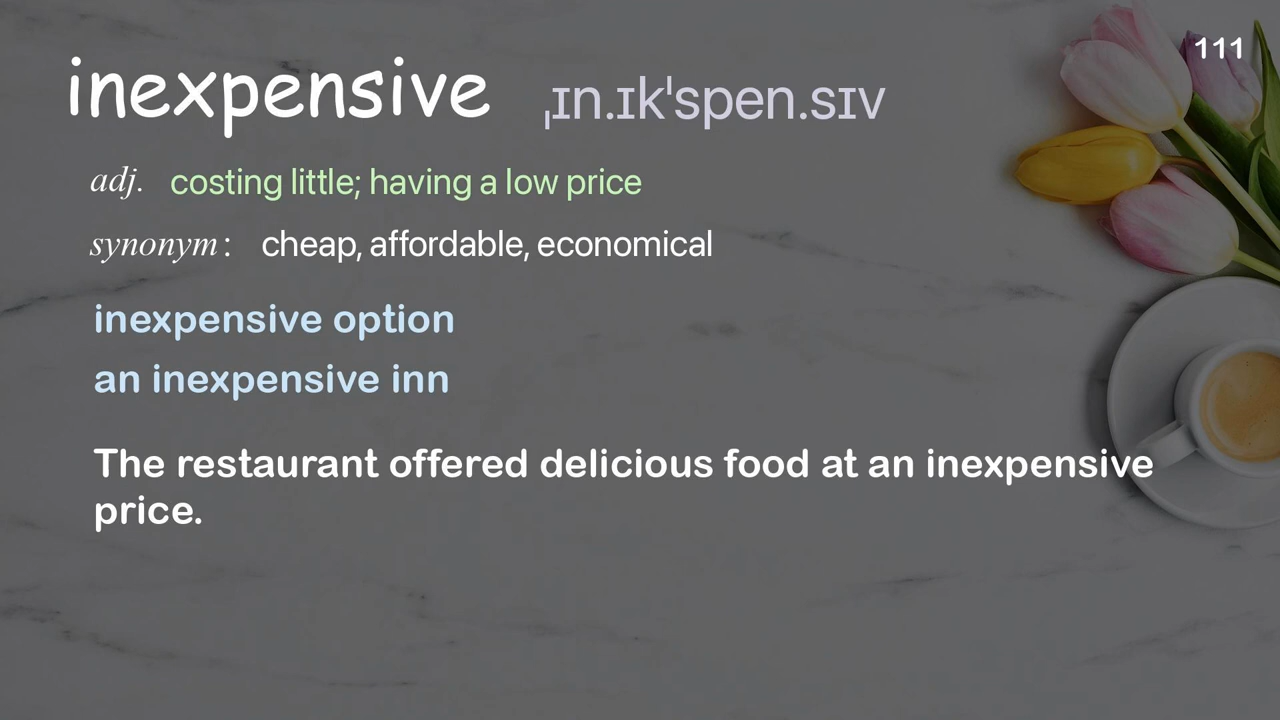 111
inexpensive ˌɪn.ɪkˈspen.sɪv
adj. costing little; having a low price
synonym: cheap, affordable, economical
inexpensive option
an inexpensive inn
The restaurant offered delicious food at an inexpensive
price.